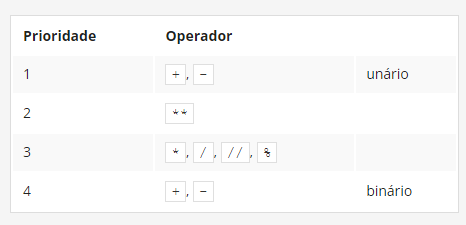 Prioridade Operador
1 +, - unário
2 **
3 *, /, //, %
4 +, - binário